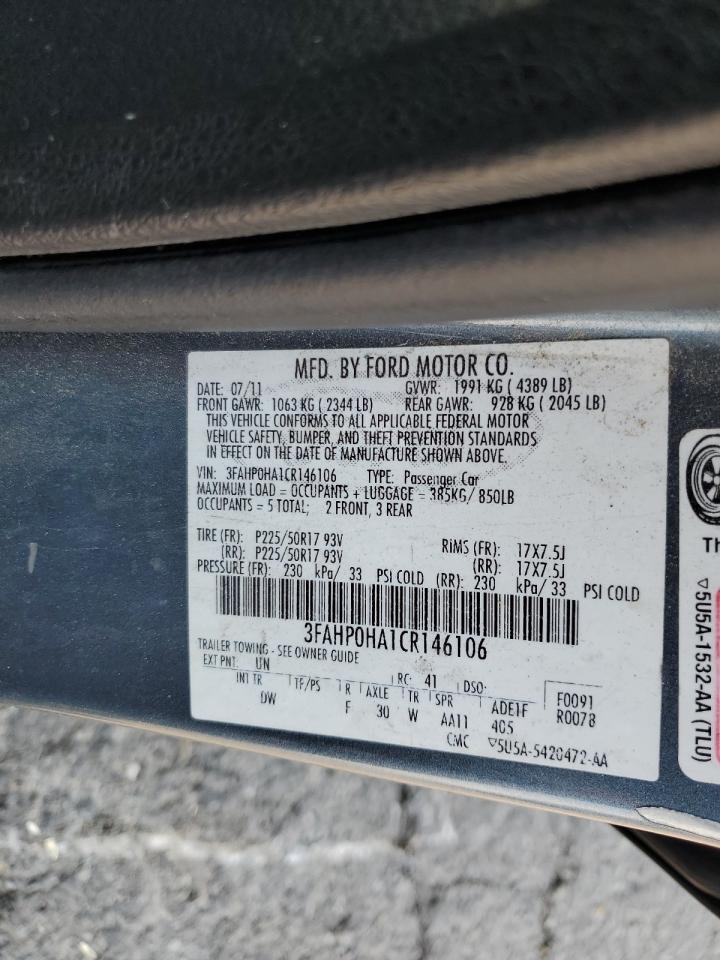 MFD. BY FORD MOTOR CO.
DATE: 07/11 GVWR: 1991 KG ( 4389 LB)
FRONT GAWR: 1063 KG ( 2344 LB) REAR GAWR: 928 KG ( 2045 LB)
THIS VEHICLE CONFORMS TO ALL APPLICABLE FEDERAL MOTOR
VEHICLE SAFETY, BUMPER, AND THEFT PREVENTION STANDARDS
IN EFFECT ON THE DATE OF MANUFACTURE SHOWN ABOVE.
VIN: 3FAHP0HA1CR146106 TYPE: Passenger Car
MAXIMUM LOAD = OCCUPANTS + LUGGAGE = 385KG/ 850LB
OCCUPANTS = 5 TOTAL; 2 FRONT, 3 REAR
TIRE (FR): P225/50R17 93V RIMS (FR): 17X7.5J
(RR): P225/50R17 93V (RR): 17X7.5J
PRESSURE (FR): 230 kPa/ 33 PSI COLD (RR): 230 kPa/ 33 PSI COLD
3FAHP0HA1CR146106
TRAILER TOWING - SEE OWNER GUIDE
EXT PNT: UN RC: 41 DSO: F0091
INT TR TF/PS R AXLE TR SPR ADE1F R0078
DW F 30 W AA11 405
CMC ▽5U5A-5420472-AA
Th
▽5U5A-1532-AA (TLU)